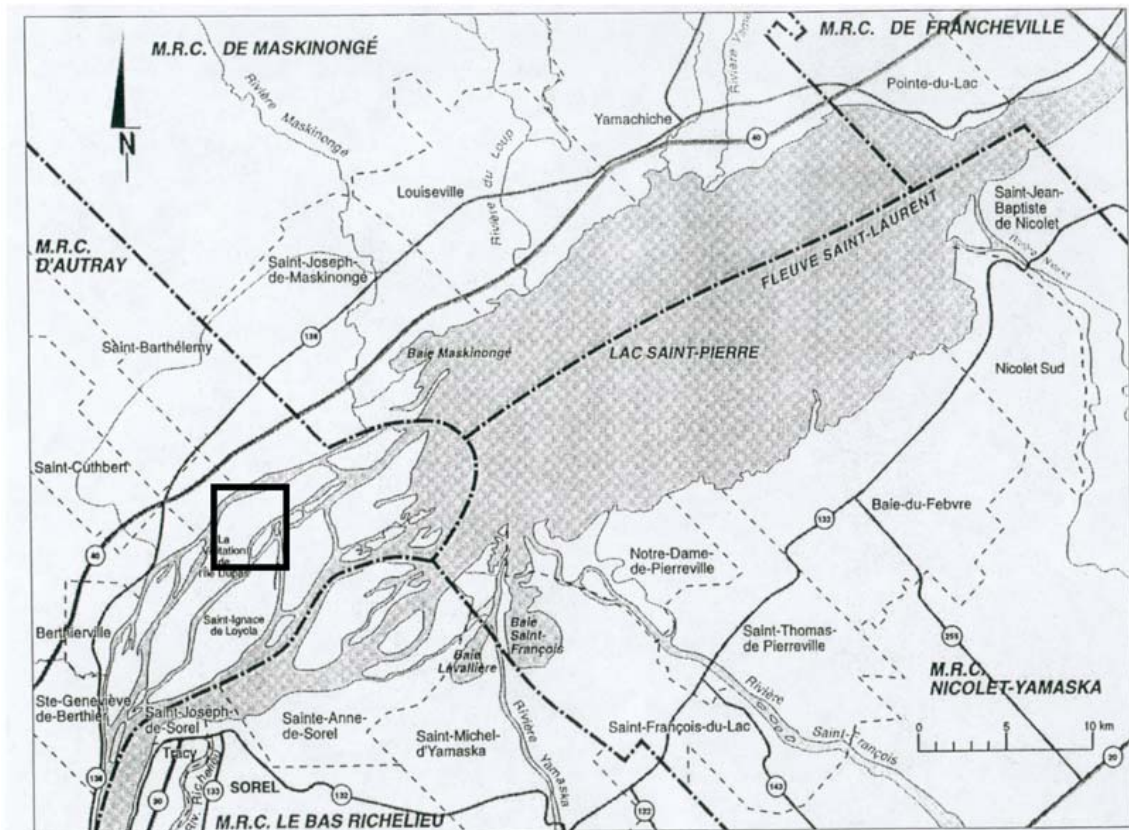 M.R.C. DE MASKINONGÉ
M.R.C. DE FRANCHEVILLE
Pointe-du-Lac
Yamachiche
40
Rivière Maskinongé
Rivière du Loup
N
Louiseville
Saint-Jean-
Baptiste
de Nicolet
M.R.C.
D'AUTRAY
Saint-Joseph-
de-Maskinongé
FLEUVE SAINT-LAURENT
138
Saint-Barthélemy
Baie Maskinongé
LAC SAINT-PIERRE
Nicolet Sud
Saint-Cuthbert
Baie-du-Febvre
132
40
La
de
Notre-Dame-
de-Pierreville
Berthierville
Saint-Ignace
de Loyola
Baie
Saint-
François
Saint-Thomas
de Pierreville
255
Baie
Lavallière
M.R.C.
NICOLET-YAMASKA
Ste-Geneviève
de-Berthier
Saint-Joseph
de-Sorel
Sainte-Anne-
de-Sorel
Saint-Michel-
d'Yamaska
Saint-François-du-Lac
Rivière
Saint-François
0 5 10 km
Tracy
Rivière
Yamaska
138
30
Riv. Richelieu
133
SOREL
132
143
20
122
M.R.C. LE BAS RICHELIEU